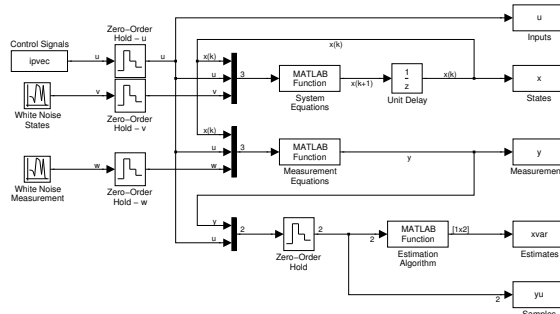 Zero-Order
Hold - u
Control Signals
ipvec
u
u
White Noise
States
v
Zero-Order
Hold - v
White Noise
Measurement
w
Zero-Order
Hold - w
x(k)
x(k)
u
v
3
MATLAB
Function
System
Equations
x(k+1)
1
z
Unit Delay
x(k)
x(k)
u
w
3
MATLAB
Function
Measurement
Equations
y
y
u
2
Zero-Order
Hold
2
2
MATLAB
Function
Estimation
Algorithm
[1x2]
2
u
Inputs
x
States
y
Measurement
xvar
Estimates
yu